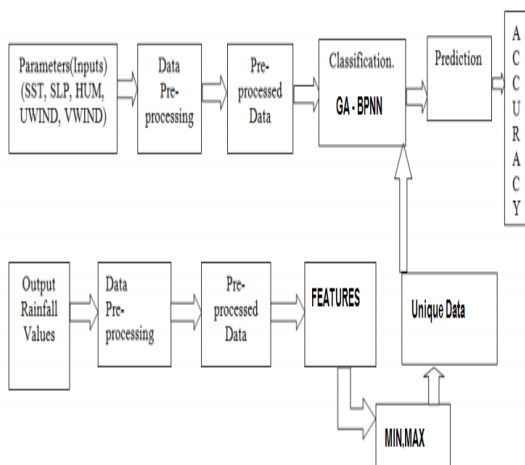 Parameters(Inputs)
(SST, SLP, HUM,
UWIND, VWIND)
Data
Pre-
processing
Pre-
processed
Data
Classification.
GA - BPNN
Prediction
A
C
C
U
R
A
C
Y
Output
Rainfall
Values
Data
Pre-
processing
Pre-
processed
Data
FEATURES
Unique Data
MIN,MAX